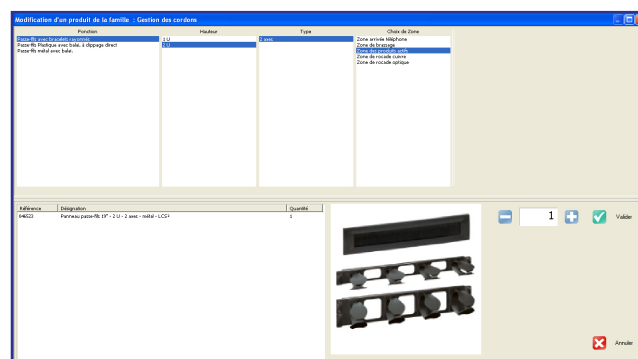 Modification d'un produit de la famille : Gestion des cordons
Fonction Hauteur Type Choix de Zone
Passe-fils avec bracelets rayonnés 1 U 2 axes Zone arrivée téléphone
Passe-fils Plastique avec balai, à clippage direct 2 U Zone de brassage
Passe-fils métal avec balai. Zone des produits actifs
Zone de rocade cuivre
Zone de rocade optique
Référence Désignation Quantité
046523 Panneau passe-fils 19" - 2 U - 2 axes - métal - LCS² 1
1 Valider
Annuler